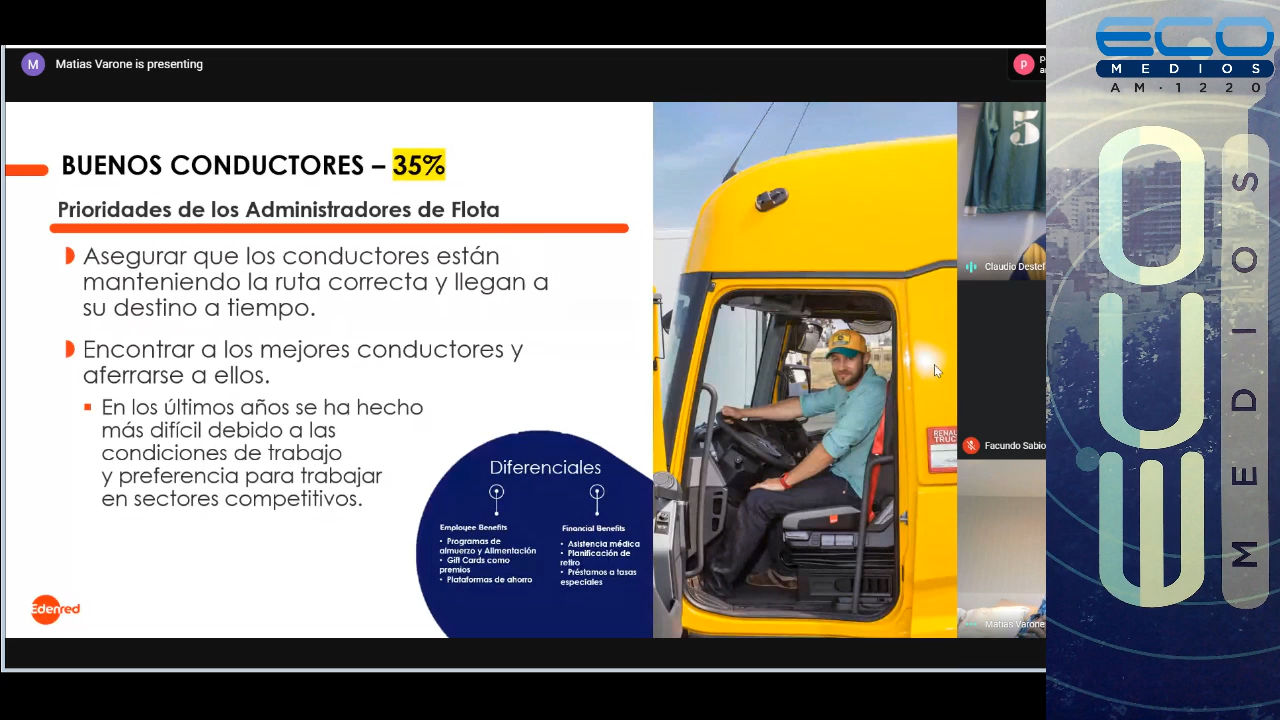 M
Matias Varone is presenting
P
BUENOS CONDUCTORES – 35%
Prioridades de los Administradores de Flota
Asegurar que los conductores están
manteniendo la ruta correcta y llegan a
su destino a tiempo.
Encontrar a los mejores conductores y
aferrarse a ellos.
En los últimos años se ha hecho
más difícil debido a las
condiciones de trabajo
y preferencia para trabajar
en sectores competitivos.
Diferenciales
Employee Benefits
• Programas de
almuerzo y Alimentación
• Gift Cards como
premios
• Plataformas de ahorro
Financial Benefits
• Asistencia médica
• Planificación de
retiro
• Préstamos a tasas
especiales
Edenred
RENAULT
TRUCK
5
Claudio Destef
Facundo Sabio
Matias Varone
ECO
MEDIOS
AM·1220
ECO
MEDIOS